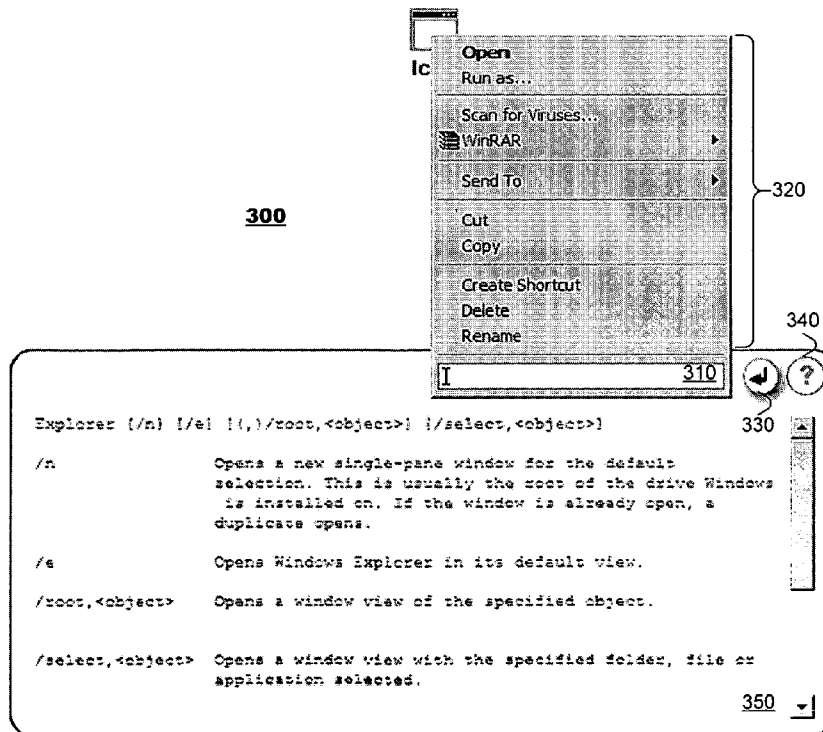 Open
Ic
Run as...
Scan for Viruses...
WinRAR
Send To
320
300
Cut
Copy
Create Shortcut
Delete
340
Rename
310
?
330
Explorer [/n] [/e] [(,)/root,<object>] [/select,<object>]
/n Opens a new single-pane window for the default
selection. This is usually the root of the drive Windows
is installed on. If the window is already open, a
duplicate opens.
/e Opens Windows Explorer in its default view.
/root,<object> Opens a window view of the specified object.
/select,<object> Opens a window view with the specified folder, file or
application selected.
350